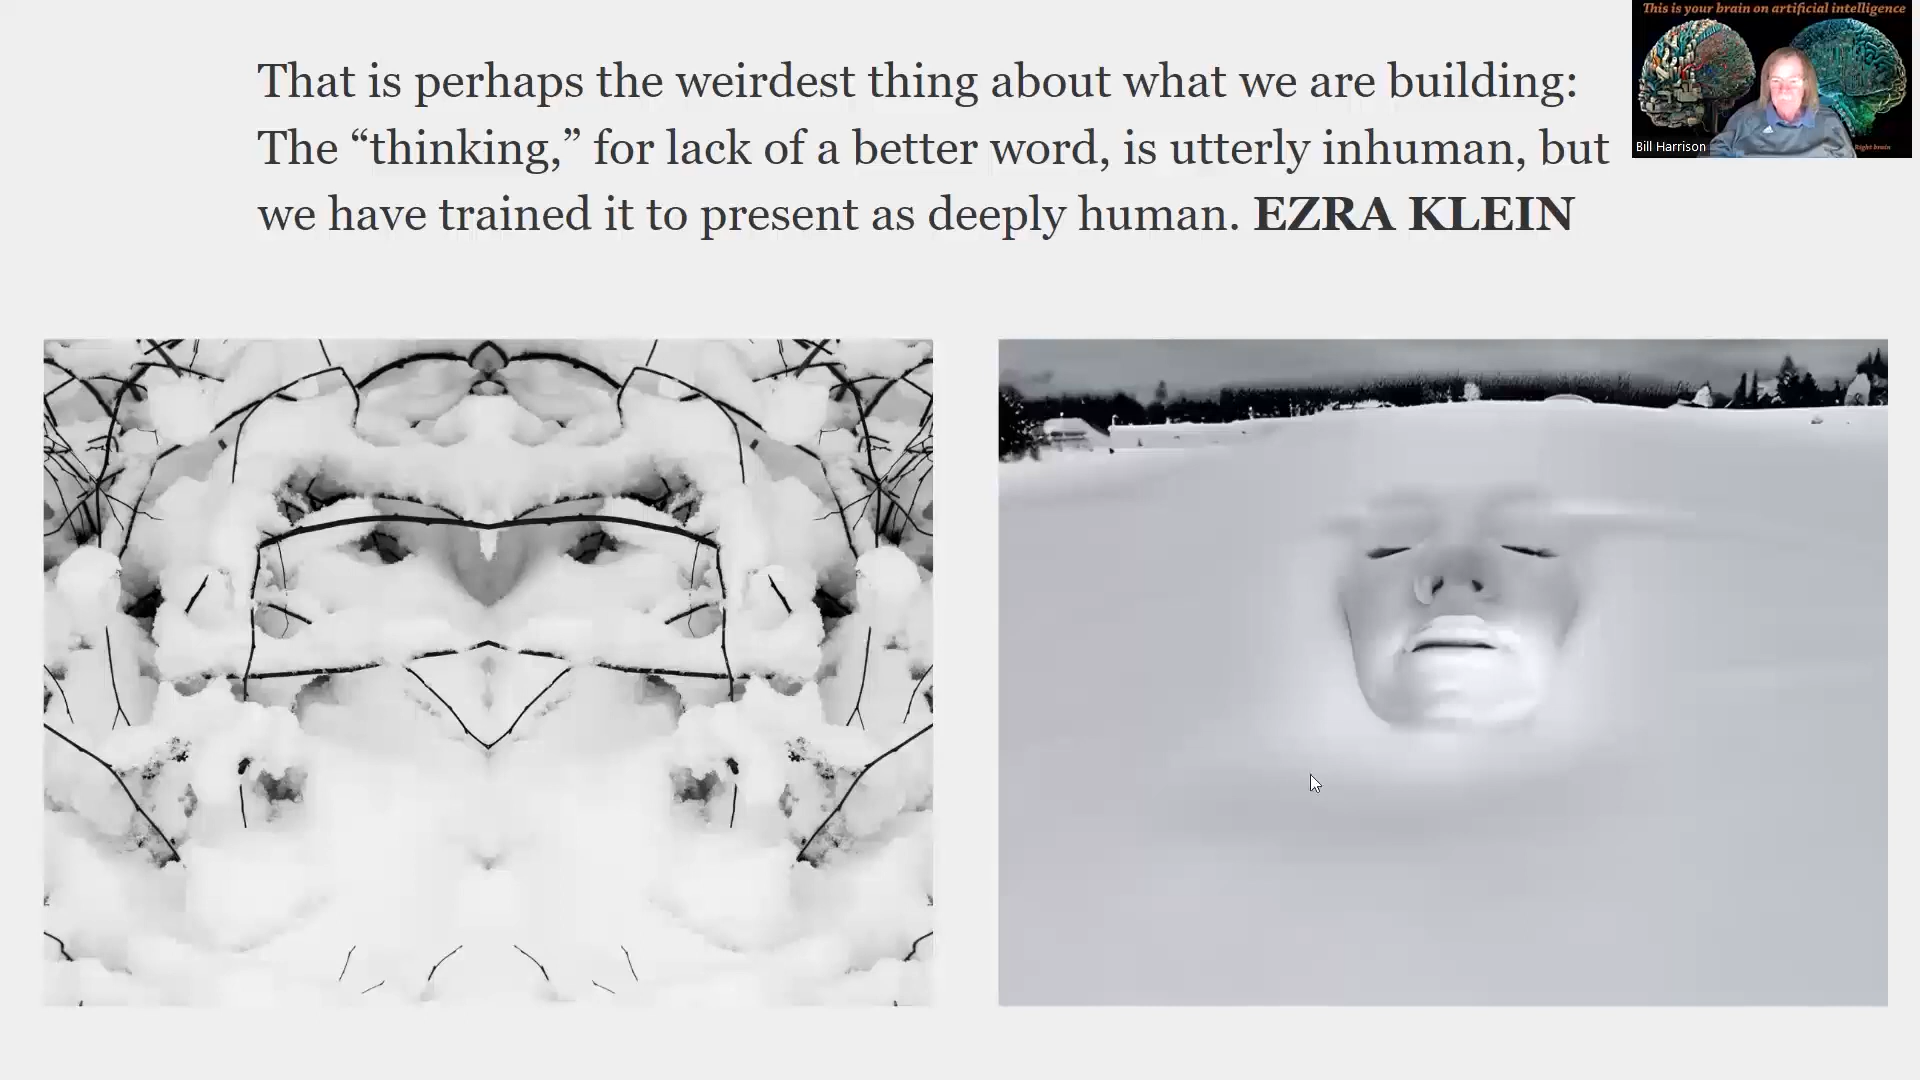 This is your brain on artificial intelligence
That is perhaps the weirdest thing about what we are building:
The “thinking,” for lack of a better word, is utterly inhuman, but
we have trained it to present as deeply human. EZRA KLEIN
Bill Harrison
Right brain